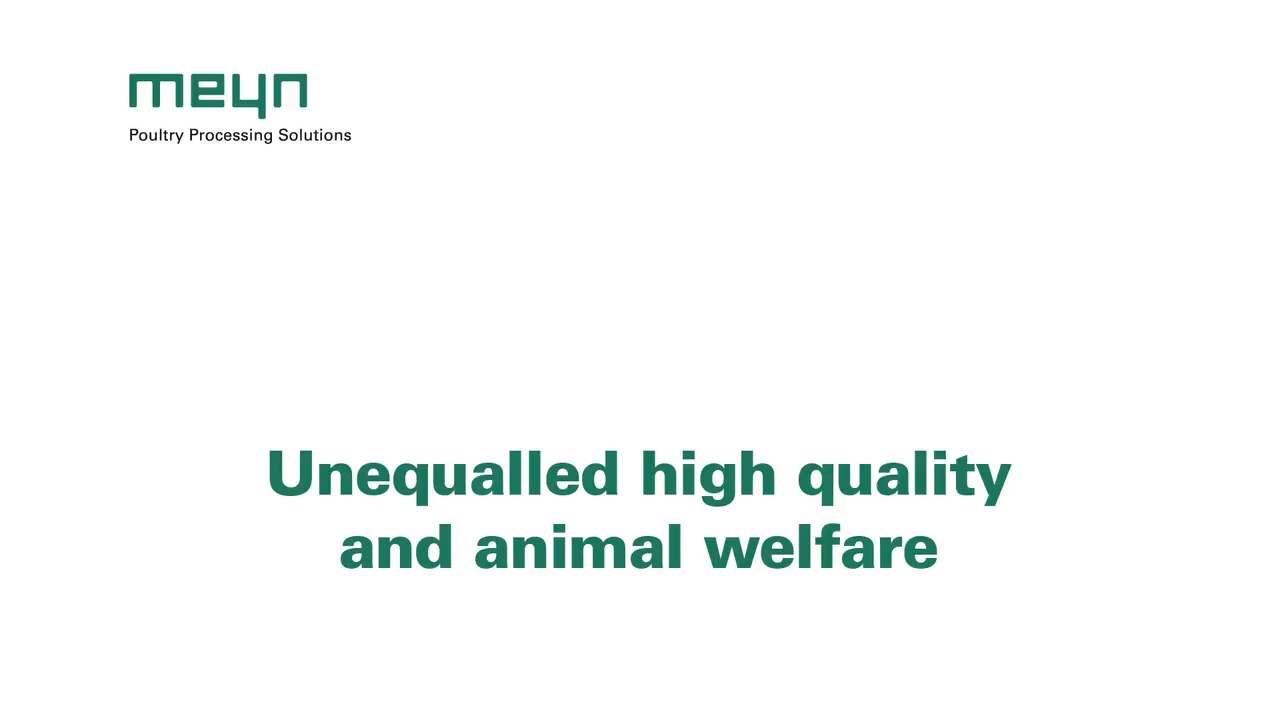 meyn
Poultry Processing Solutions
Unequalled high quality
and animal welfare